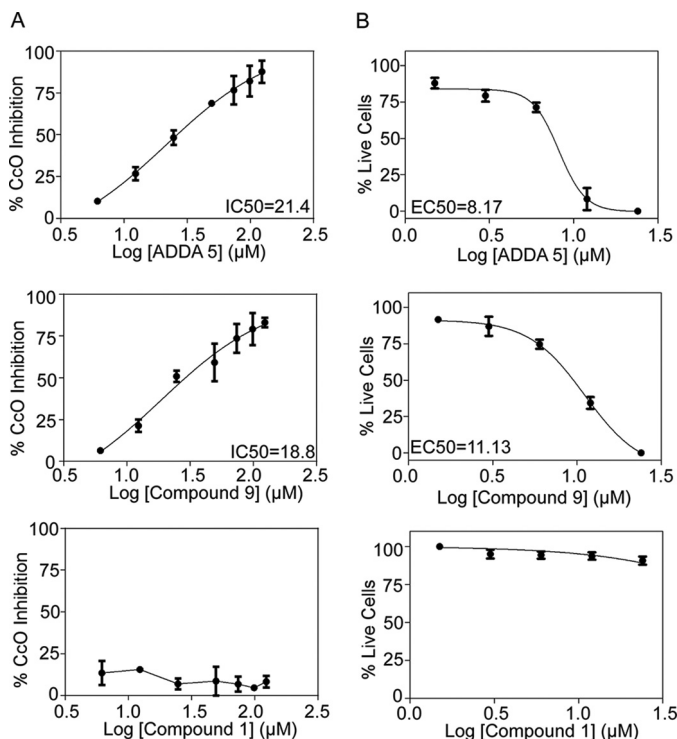 A
B
% CcO Inhibition
100
75
50
25
0
IC50=21.4
0.5 1.0 1.5 2.0 2.5
Log [ADDA 5] (µM)
% Live Cells
100
75
50
25
0
EC50=8.17
0.0 0.5 1.0 1.5
Log [ADDA 5] (µM)
% CcO Inhibition
100
75
50
25
0
IC50=18.8
0.5 1.0 1.5 2.0 2.5
Log [Compound 9] (µM)
% Live Cells
100
75
50
25
0
EC50=11.13
0.0 0.5 1.0 1.5
Log [Compound 9] (µM)
% CcO Inhibition
100
50
25
0
0.5 1.0 1.5 2.0 2.5
Log [Compound 1] (µM)
% Live Cells
100
75
50
25
0
0.0 0.5 1.0 1.5
Log [Compound 1] (µM)